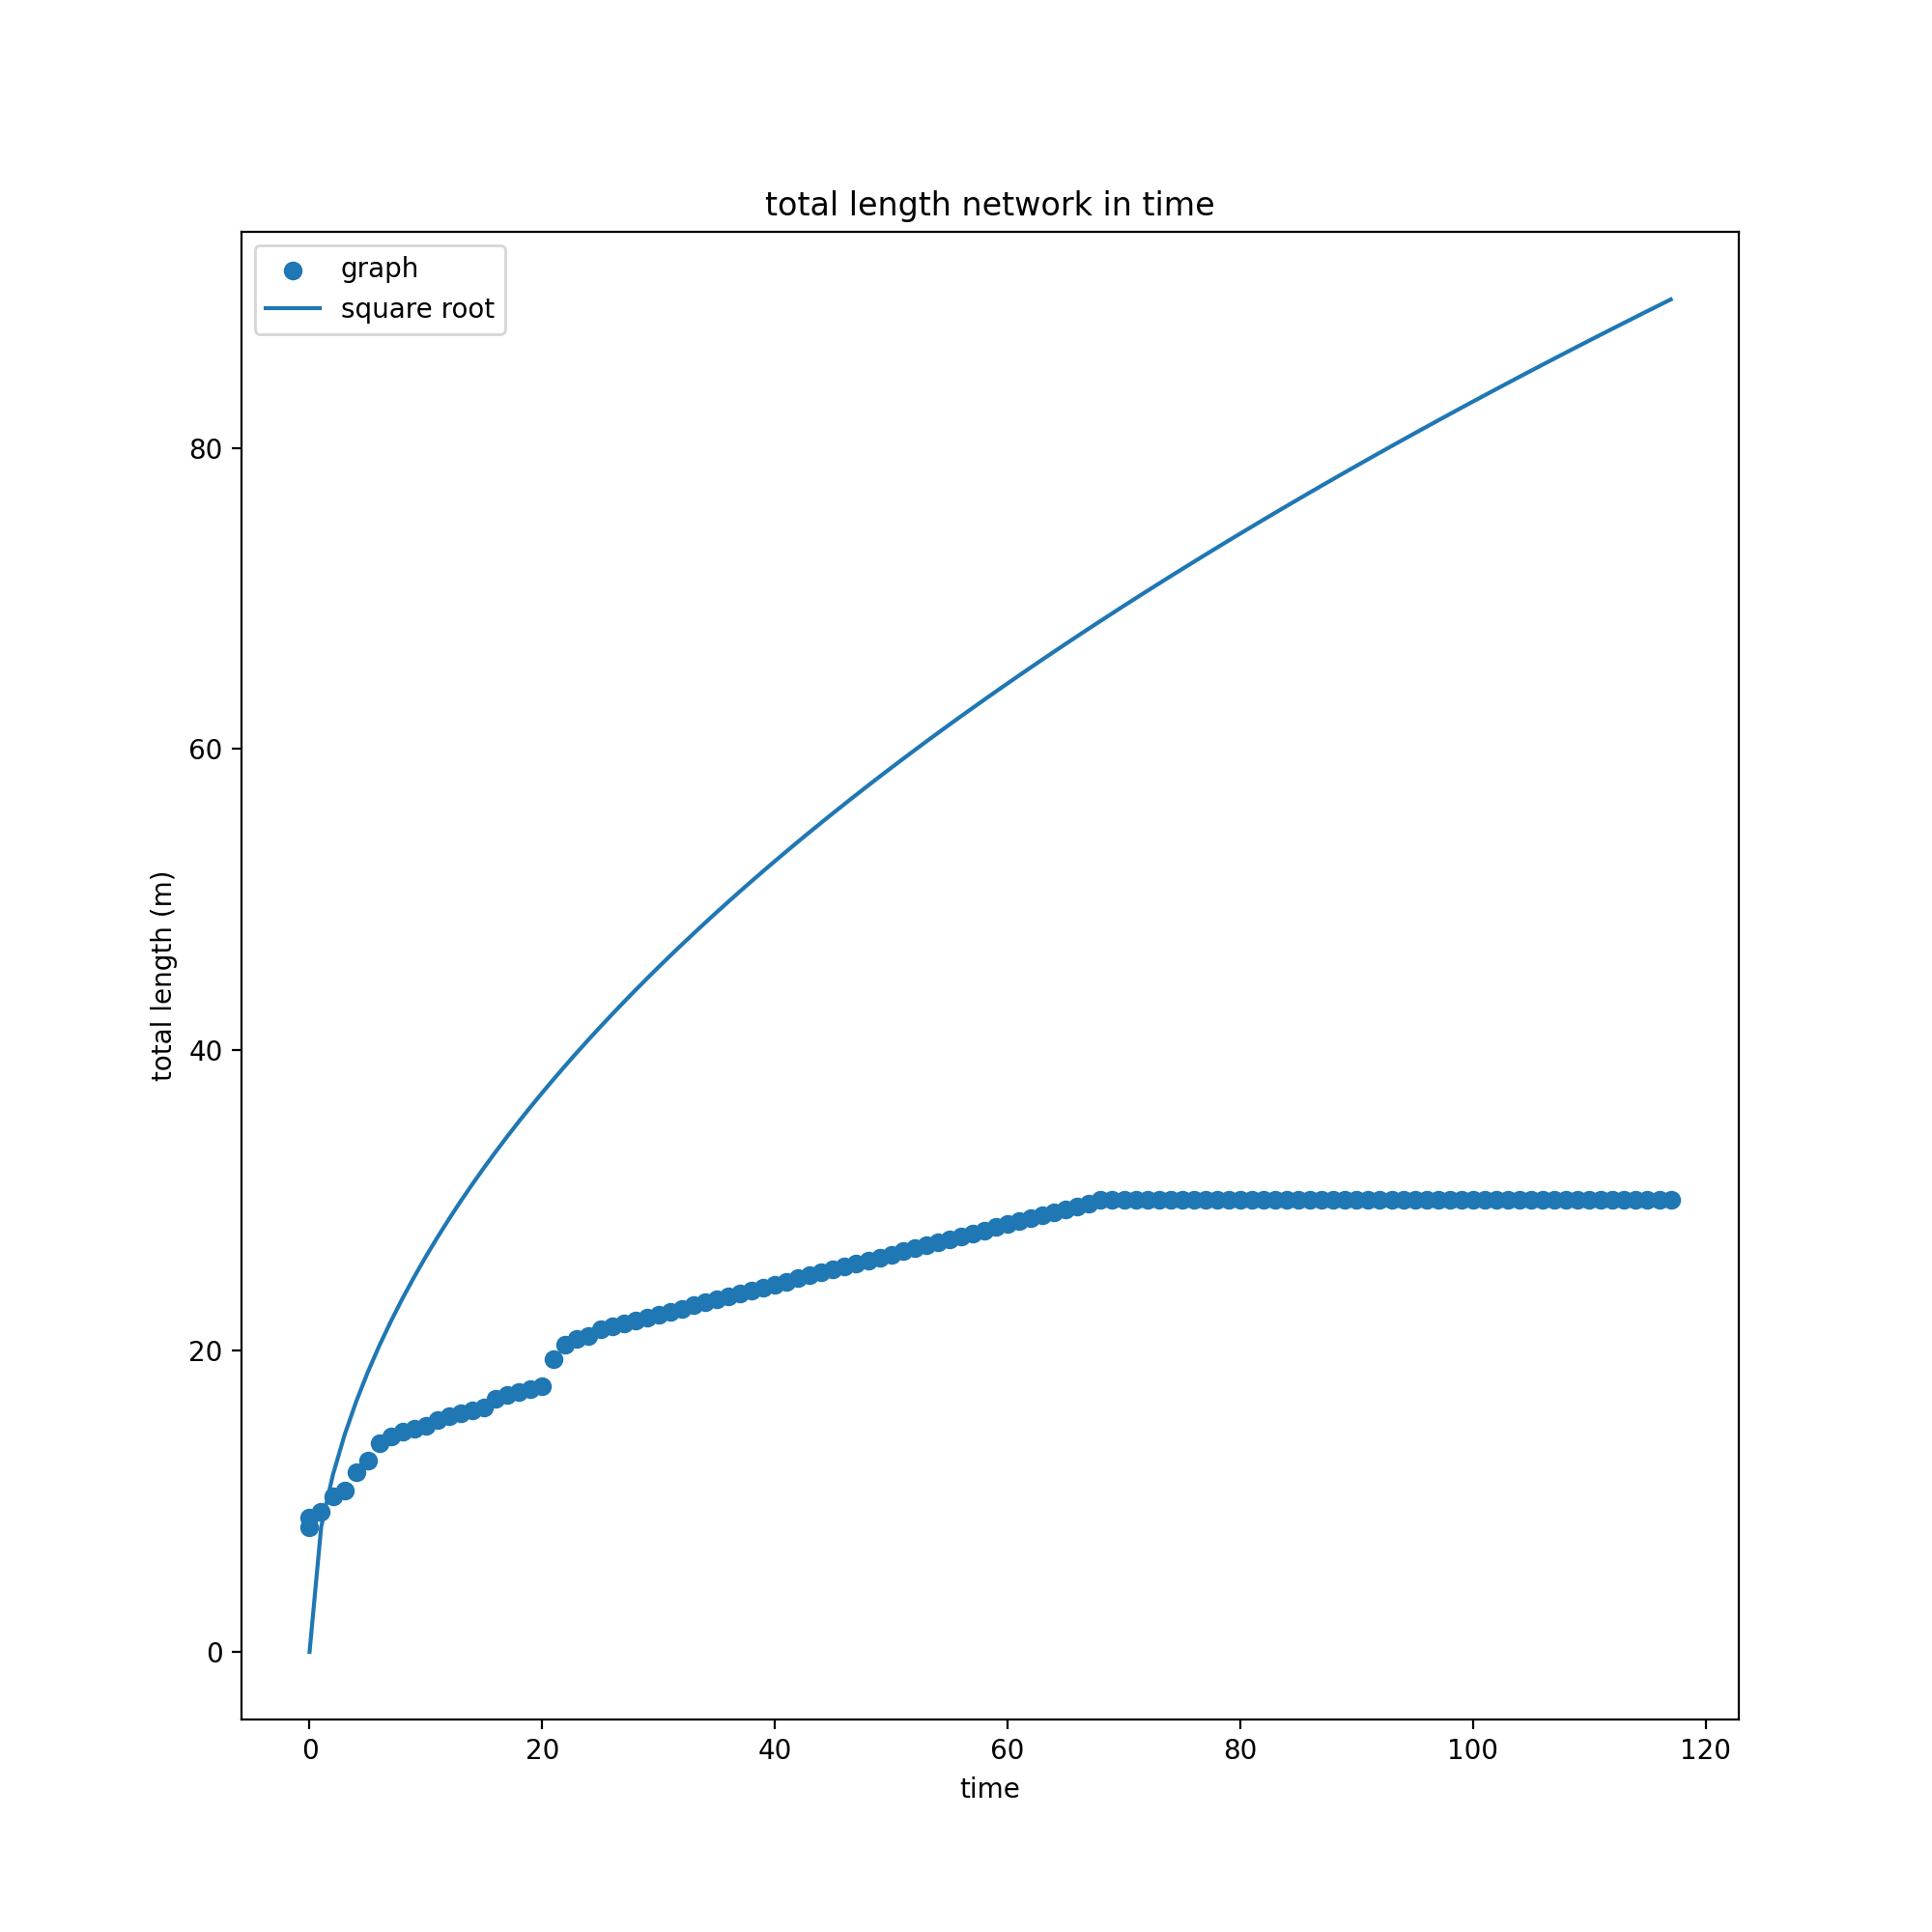 total length network in time
graph
square root
total length (m)
80
60
40
20
0
0 20 40 60 80 100 120
time